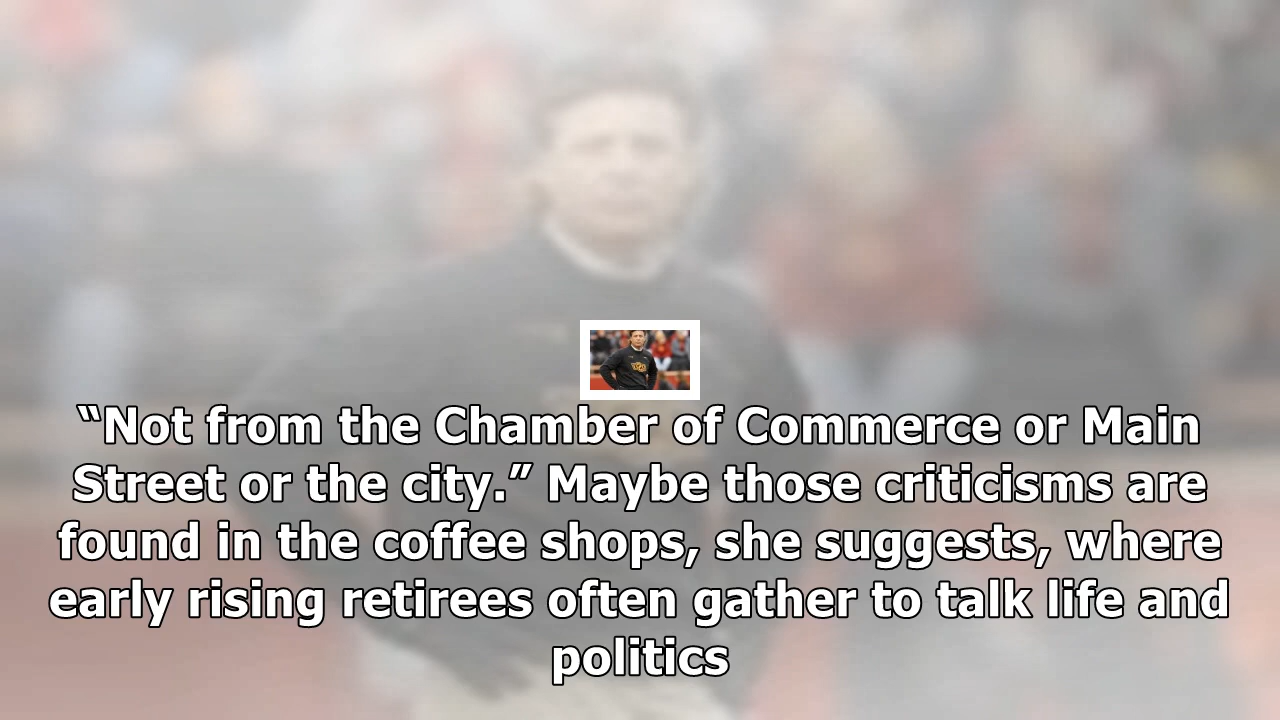 “Not from the Chamber of Commerce or Main
Street or the city.” Maybe those criticisms are
found in the coffee shops, she suggests, where
early rising retirees often gather to talk life and
politics